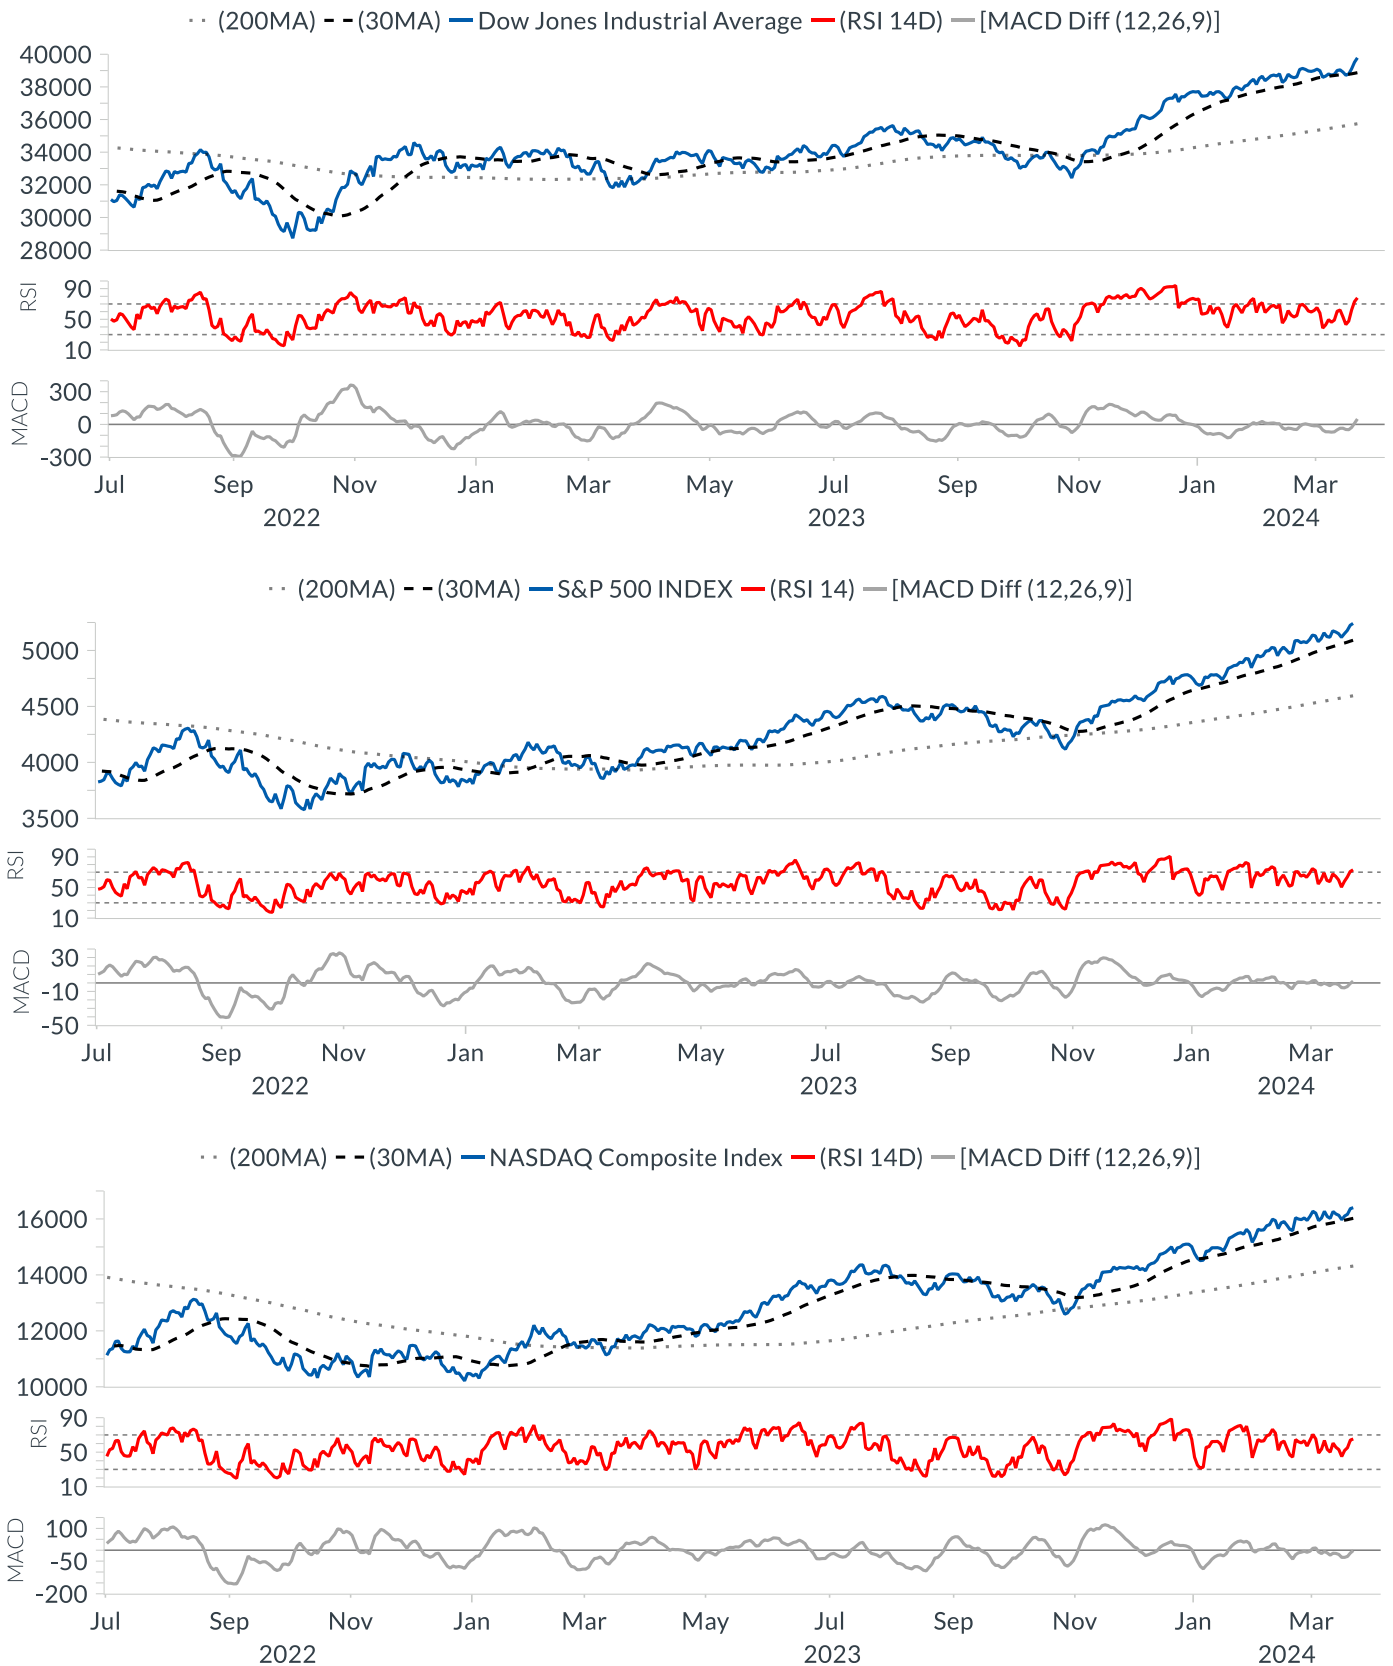 (200MA) (30MA) Dow Jones Industrial Average (RSI 14D) [MACD Diff (12,26,9)]
40000
38000
36000
34000
32000
30000
28000
RSI
90
50
10
MACD
300
0
-300
Jul Sep Nov Jan Mar May Jul Sep Nov Jan Mar
2022 2023 2024
(200MA) (30MA) S&P 500 INDEX (RSI 14) [MACD Diff (12,26,9)]
5000
4500
4000
3500
RSI
90
50
10
MACD
30
-10
-50
Jul Sep Nov Jan Mar May Jul Sep Nov Jan Mar
2022 2023 2024
(200MA) (30MA) NASDAQ Composite Index (RSI 14D) [MACD Diff (12,26,9)]
16000
14000
12000
10000
RSI
90
50
10
MACD
100
-50
-200
Jul Sep Nov Jan Mar May Jul Sep Nov Jan Mar
2022 2023 2024